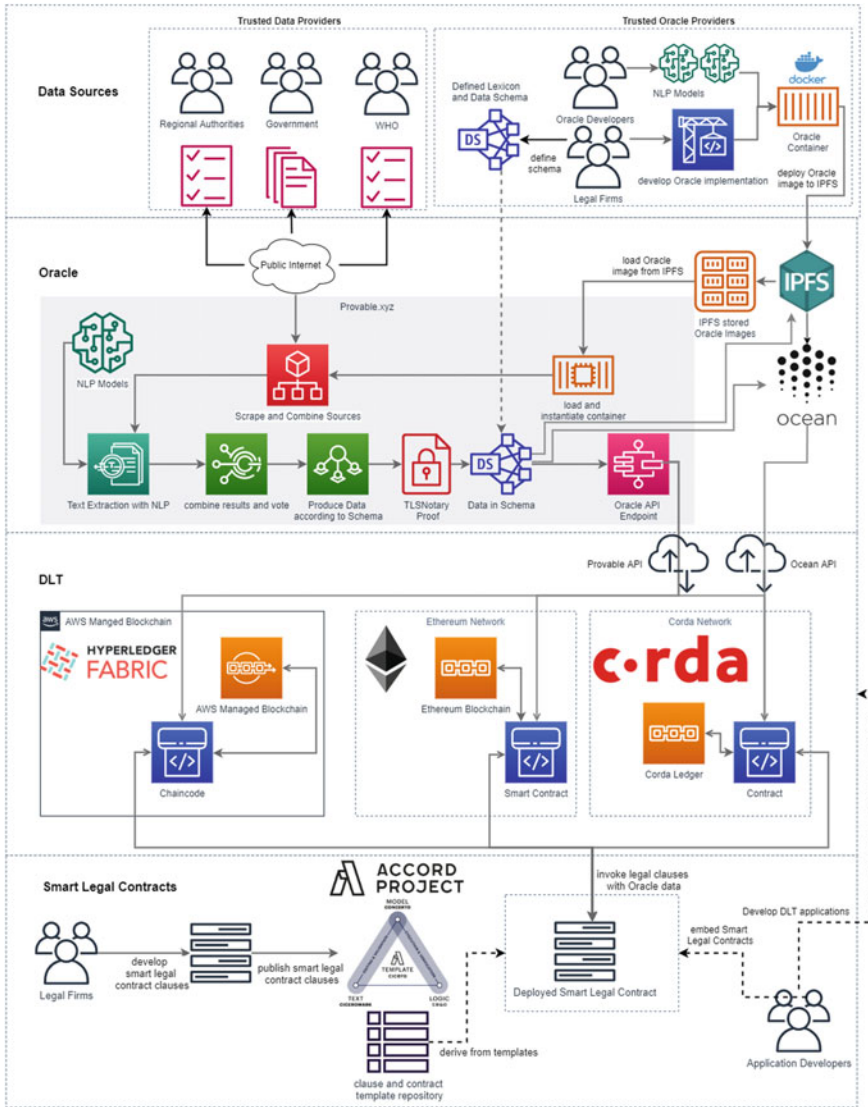 Trusted Data Providers
Trusted Oracle Providers
Data Sources
Regional Authorities
Government
WHO
Defined Lexicon
and Data Schema
DS
define
schema
Oracle Developers
NLP Models
Legal Firms
develop Oracle implementation
docker
Oracle
Container
deploy Oracle
image to IPFS
Oracle
Public Internet
Provable.xyz
load Oracle
image from IPFS
IPFS stored
Oracle Images
IPFS
ocean
NLP Models
Scrape and Combine Sources
load and
instantiate container
Text Extraction with NLP
combine results and vote
Produce Data
according to Schema
TLSNotary
Proof
DS
Data in Schema
Oracle API
Endpoint
Provable API
Ocean API
DLT
aws
AWS Manged Blockchain
HYPERLEDGER
FABRIC
AWS Managed Blockchain
Chaincode
Ethereum Network
Ethereum Blockchain
Smart Contract
Corda Network
c·rda
Corda Ledger
Contract
Smart Legal Contracts
Legal Firms
develop
smart legal
contract clauses
publish smart legal
contract clauses
ACCORD
PROJECT
MODEL
CONCERTO
TEMPLATE
CICERO
TEXT
CICEROMARK
LOGIC
ERGO
clause and contract
template repository
derive from templates
invoke legal clauses
with Oracle data
Deployed Smart Legal Contract
embed Smart
Legal Contracts
Develop DLT applications
Application Developers